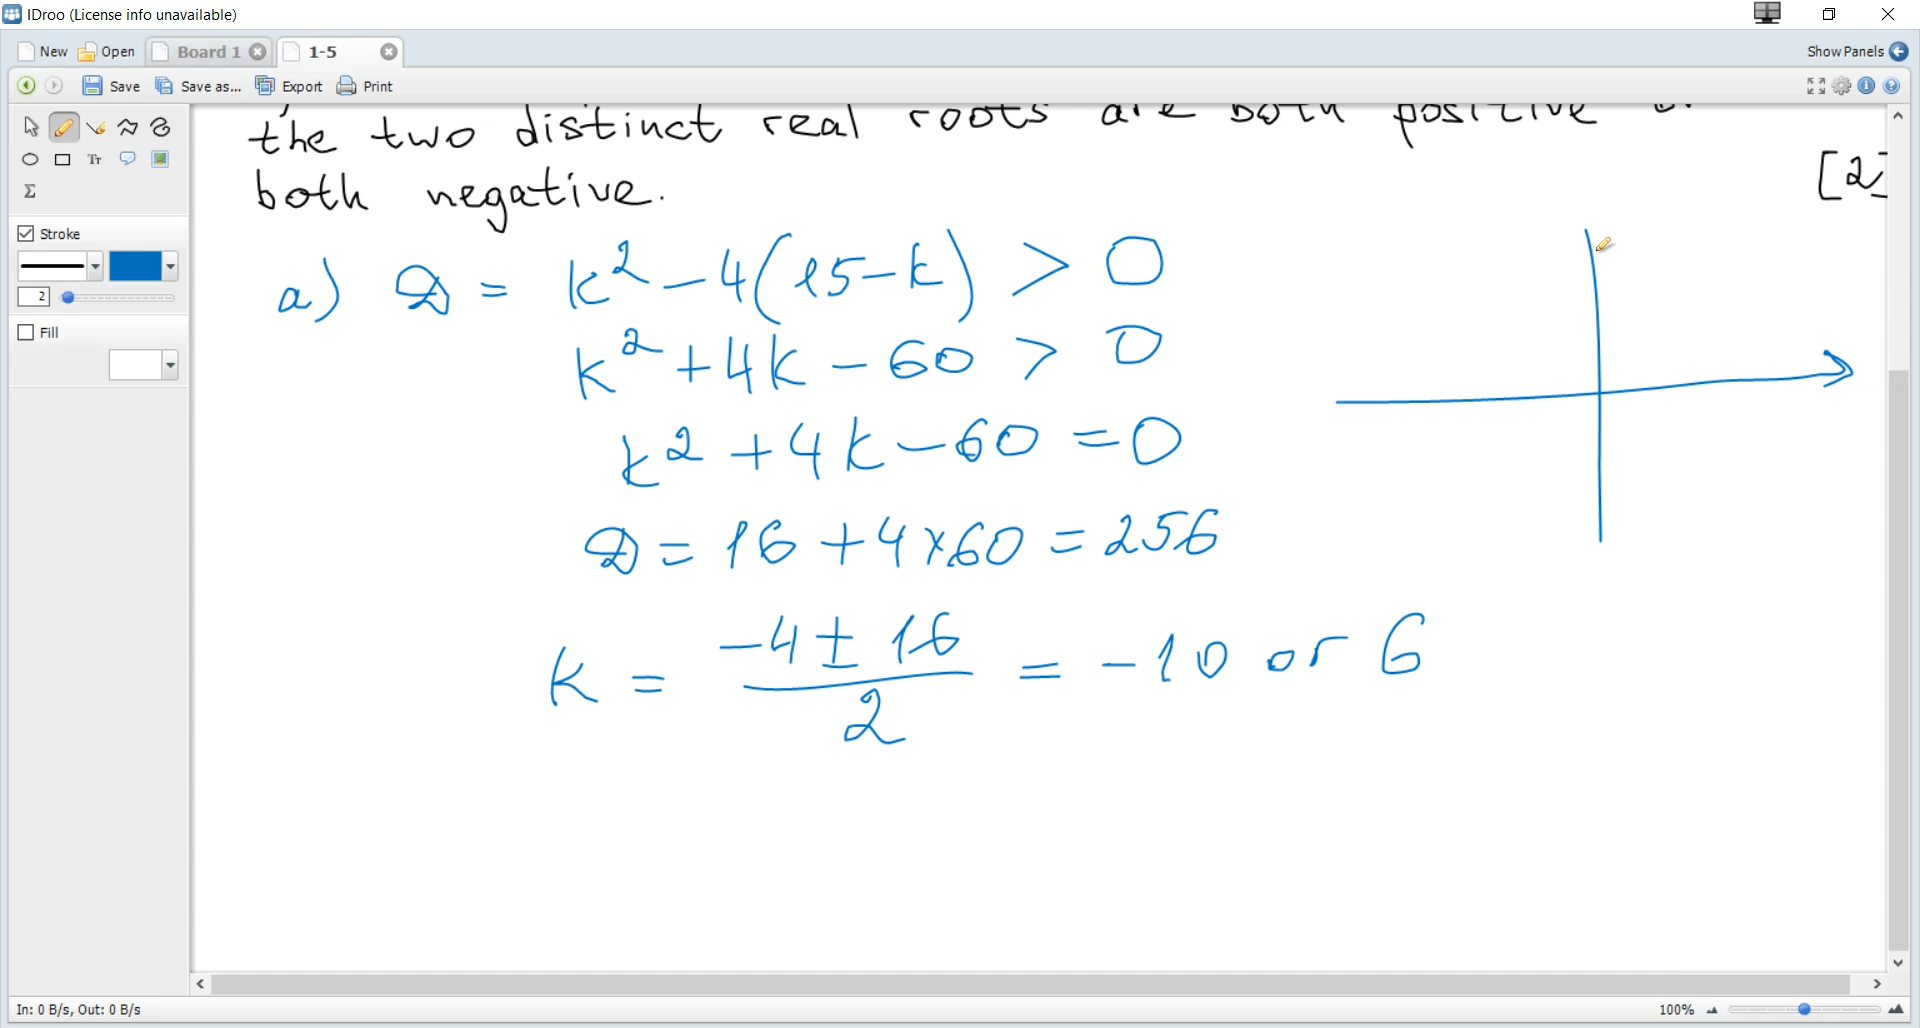 IDroo (License info unavailable)
New Open Board 1 1-5 Show Panels
Save Save as... Export Print
the two distinct real roots are both positive
both negative. [2]
a) D = k² - 4(15-k) > 0
k² + 4k - 60 > 0
k² + 4k - 60 = 0
D = 16 + 4×60 = 256
k = (-4 ± 16)/2 = -10 or 6
Tt
Σ
Stroke
2
Fill
In: 0 B/s, Out: 0 B/s 100%